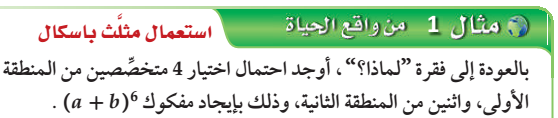 مثال 1 من واقع الحياة استعمال مثلَّث باسكال
بالعودة إلى فقرة "لماذا؟"، أوجد احتمال اختيار 4 متخصِّصين من المنطقة
الأولى، واثنين من المنطقة الثانية، وذلك بإيجاد مفكوك (a + b)⁶ .